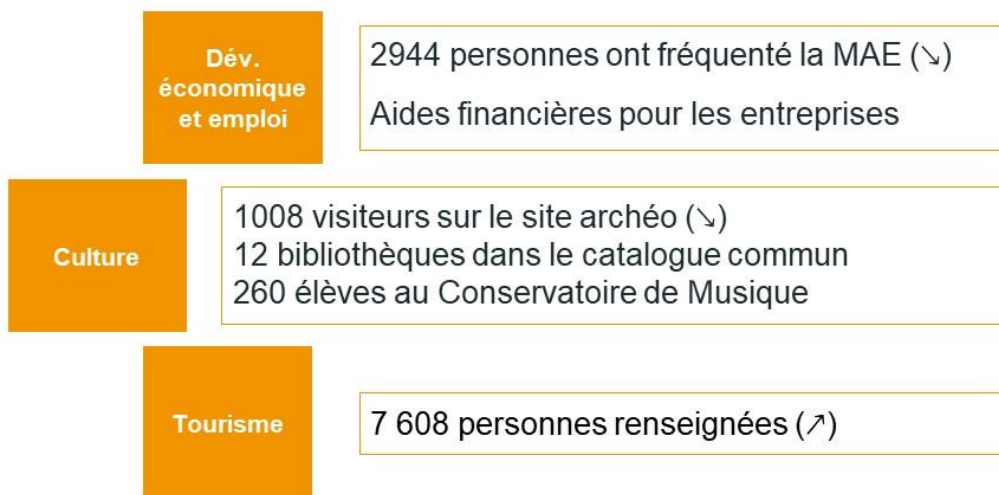 Dév.
économique
et emploi
2944 personnes ont fréquenté la MAE (↘)
Aides financières pour les entreprises
Culture
1008 visiteurs sur le site archéo (↘)
12 bibliothèques dans le catalogue commun
260 élèves au Conservatoire de Musique
Tourisme
7 608 personnes renseignées (↗)